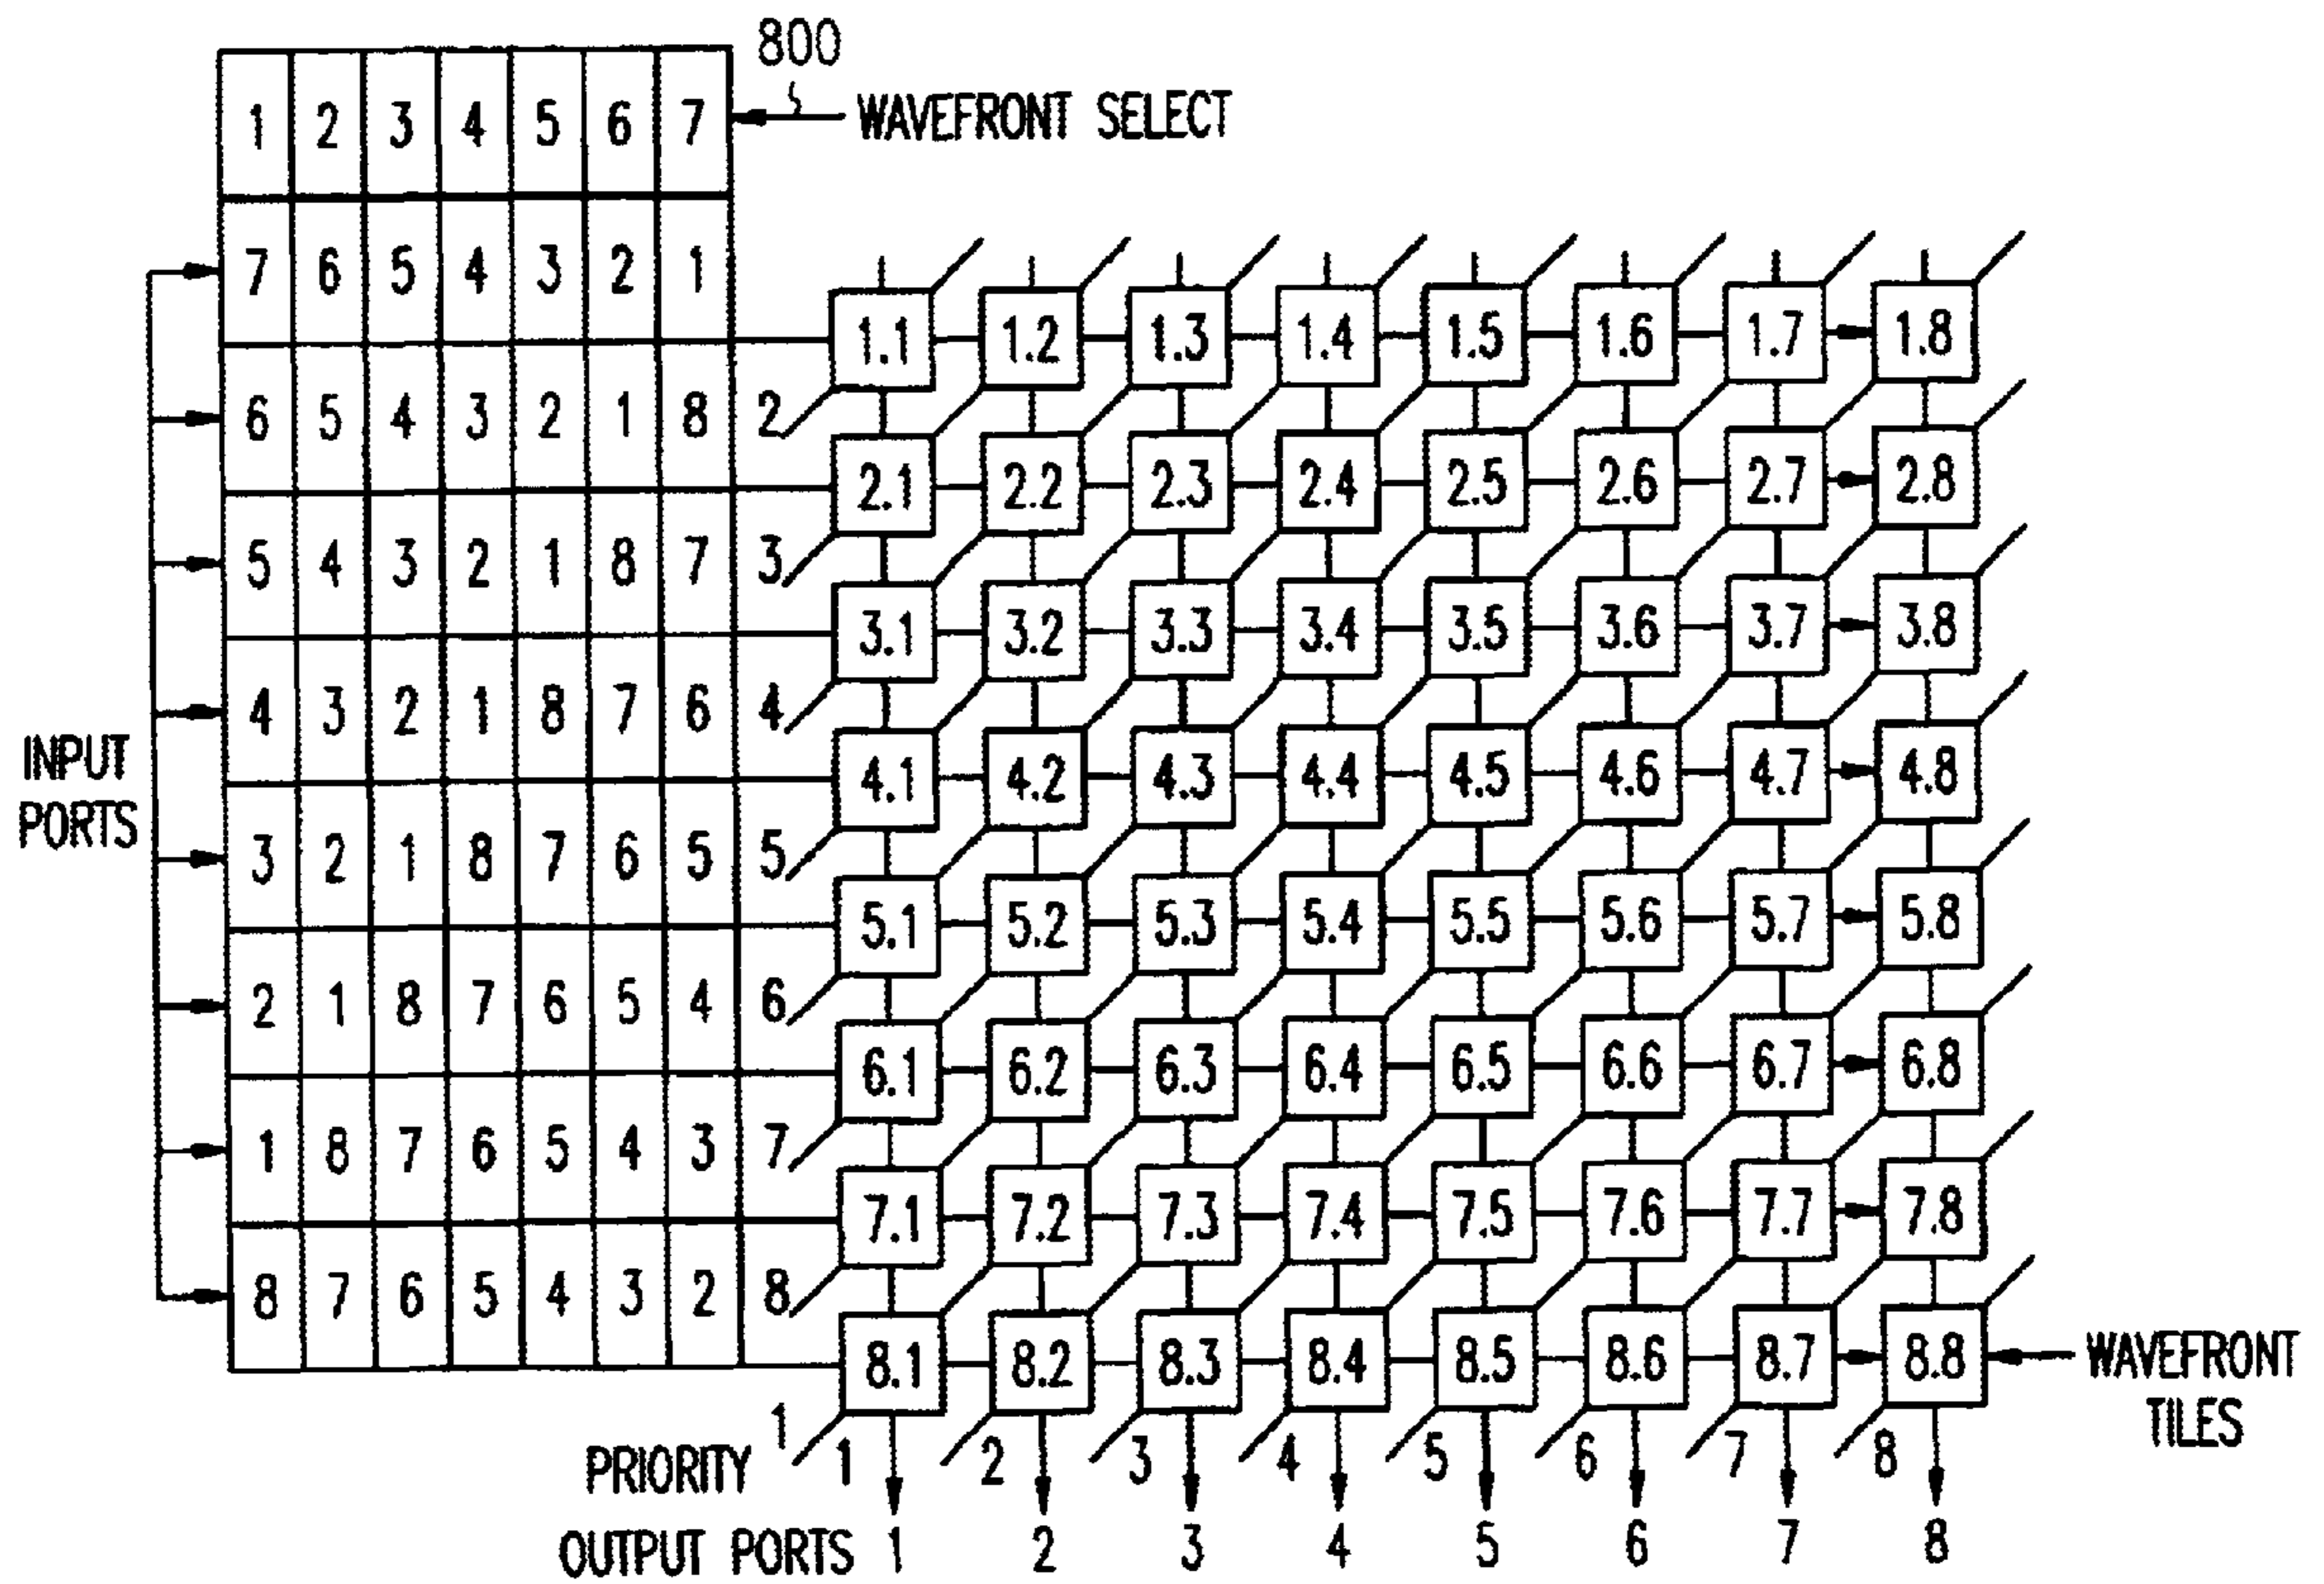 800
1 2 3 4 5 6 7 WAVEFRONT SELECT
7 6 5 4 3 2 1
1.1 1.2 1.3 1.4 1.5 1.6 1.7 1.8
6 5 4 3 2 1 8 2
2.1 2.2 2.3 2.4 2.5 2.6 2.7 2.8
5 4 3 2 1 8 7 3
3.1 3.2 3.3 3.4 3.5 3.6 3.7 3.8
4 3 2 1 8 7 6 4
INPUT
PORTS
4.1 4.2 4.3 4.4 4.5 4.6 4.7 4.8
3 2 1 8 7 6 5 5
5.1 5.2 5.3 5.4 5.5 5.6 5.7 5.8
2 1 8 7 6 5 4 6
6.1 6.2 6.3 6.4 6.5 6.6 6.7 6.8
1 8 7 6 5 4 3 7
7.1 7.2 7.3 7.4 7.5 7.6 7.7 7.8
8 7 6 5 4 3 2 8
8.1 8.2 8.3 8.4 8.5 8.6 8.7 8.8
WAVEFRONT
TILES
1
PRIORITY 1 2 3 4 5 6 7 8
OUTPUT PORTS 1 2 3 4 5 6 7 8